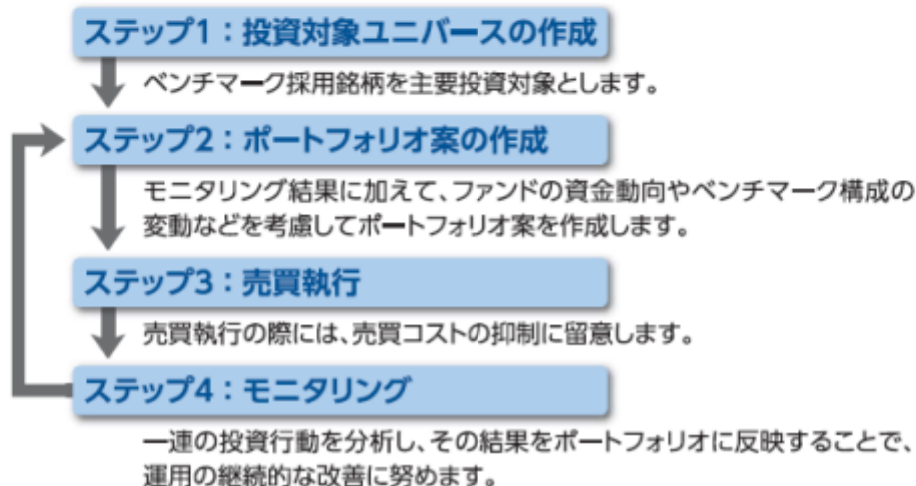 ステップ1：投資対象ユニバースの作成
ベンチマーク採用銘柄を主要投資対象とします。
ステップ2：ポートフォリオ案の作成
モニタリング結果に加えて、ファンドの資金動向やベンチマーク構成の
変動などを考慮してポートフォリオ案を作成します。
ステップ3：売買執行
売買執行の際には、売買コストの抑制に留意します。
ステップ4：モニタリング
一連の投資行動を分析し、その結果をポートフォリオに反映することで、
運用の継続的な改善に努めます。